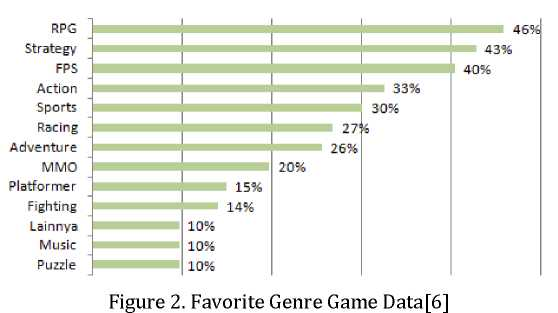 RPG 46%
Strategy 43%
FPS 40%
Action 33%
Sports 30%
Racing 27%
Adventure 26%
MMO 20%
Platformer 15%
Fighting 14%
Lainnya 10%
Music 10%
Puzzle 10%
Figure 2. Favorite Genre Game Data[6]